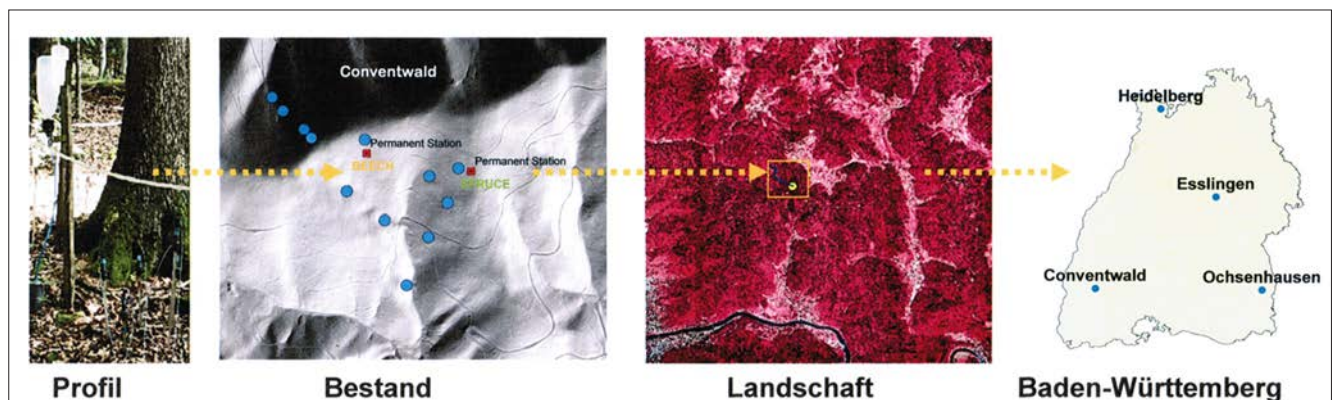 Conventwald
Permanent Station
BEECH
Permanent Station
SPRUCE
Heidelberg
Esslingen
Conventwald
Ochsenhausen
Profil
Bestand
Landschaft
Baden-Württemberg